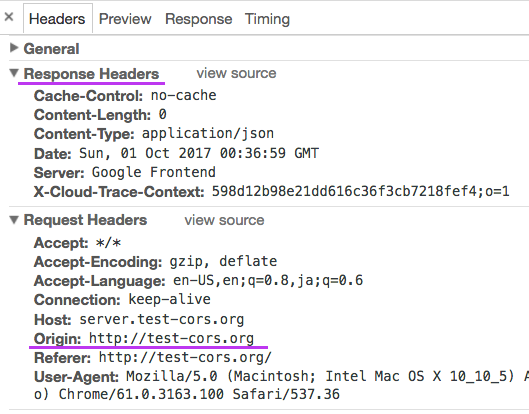 × Headers Preview Response Timing
▶ General
▼ Response Headers view source
Cache-Control: no-cache
Content-Length: 0
Content-Type: application/json
Date: Sun, 01 Oct 2017 00:36:59 GMT
Server: Google Frontend
X-Cloud-Trace-Context: 598d12b98e21dd616c36f3cb7218fef4;o=1
▼ Request Headers view source
Accept: */*
Accept-Encoding: gzip, deflate
Accept-Language: en-US,en;q=0.8,ja;q=0.6
Connection: keep-alive
Host: server.test-cors.org
Origin: http://test-cors.org
Referer: http://test-cors.org/
User-Agent: Mozilla/5.0 (Macintosh; Intel Mac OS X 10_10_5) A
o) Chrome/61.0.3163.100 Safari/537.36